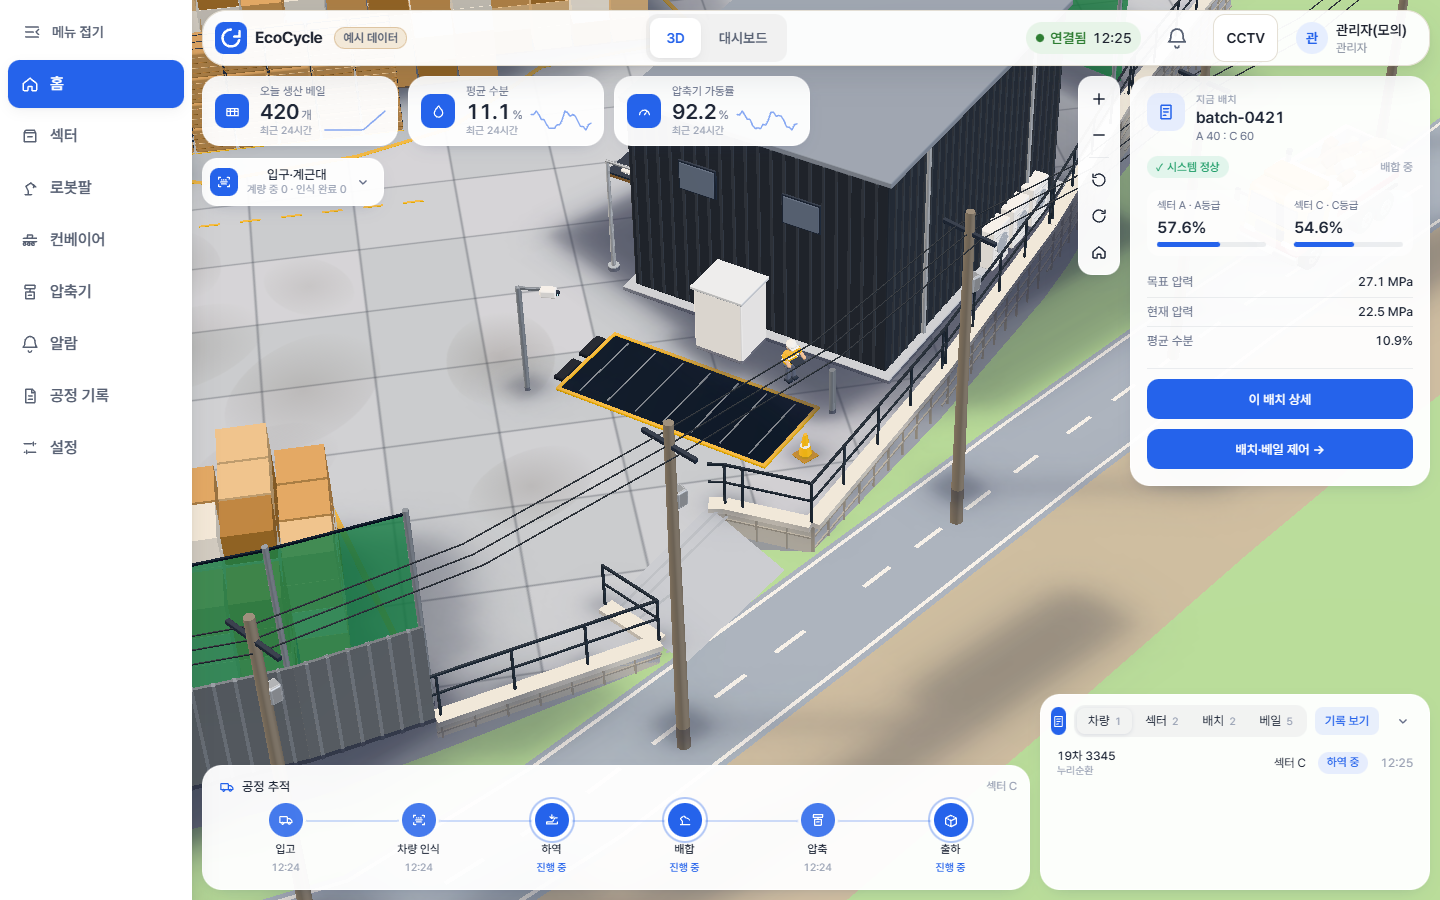 메뉴 접기
홈
섹터
로봇팔
컨베이어
압축기
알람
공정 기록
설정
EcoCycle
예시 데이터
3D
대시보드
연결됨 12:25
CCTV
관
관리자(모의)
관리자
오늘 생산 베일
420개
최근 24시간
평균 수분
11.1%
최근 24시간
압축기 가동률
92.2%
최근 24시간
입구·계근대
계량 중 0 · 인식 완료 0
지금 배치
batch-0421
A 40 : C 60
✓ 시스템 정상
배합 중
섹터 A · A등급
57.6%
섹터 C · C등급
54.6%
목표 압력 27.1 MPa
현재 압력 22.5 MPa
평균 수분 10.9%
이 배치 상세
배치·베일 제어 →
공정 추적
섹터 C
입고
12:24
차량 인식
12:24
하역
진행 중
배합
진행 중
압축
12:24
출하
진행 중
차량 1
섹터 2
배치 2
베일 5
기록 보기
19차 3345
누리순환
섹터 C
하역 중
12:25